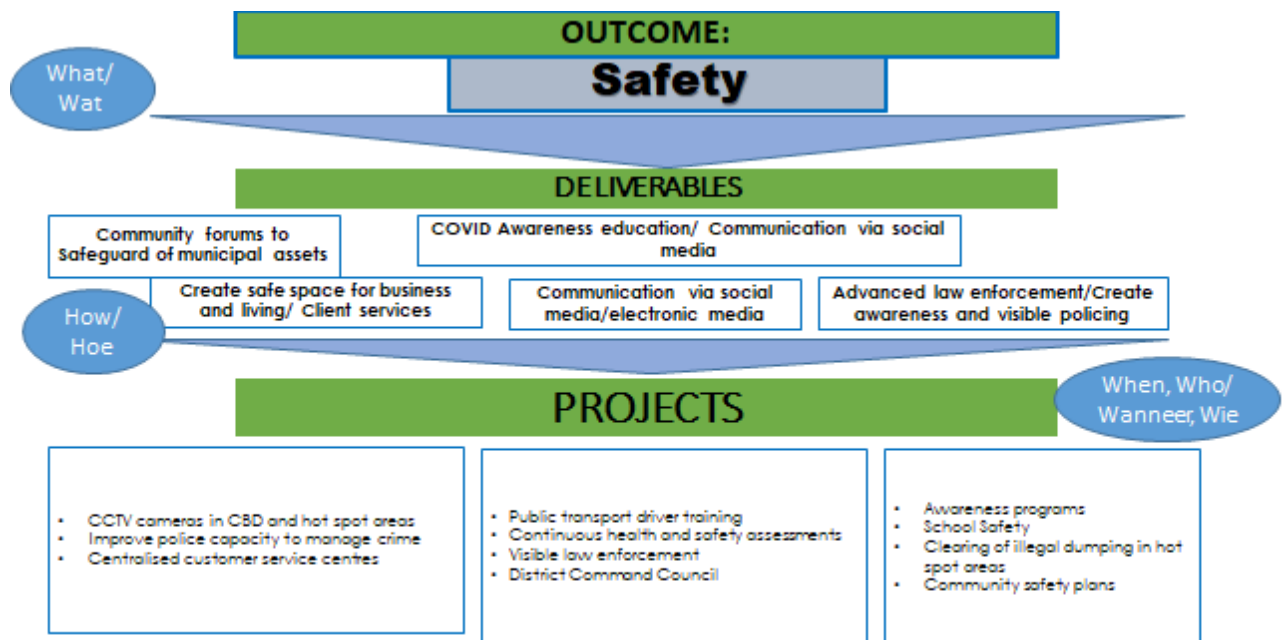 OUTCOME:
Safety
What/
Wat
DELIVERABLES
Community forums to
Safeguard of municipal assets
COVID Awareness education/ Communication via social
media
Create safe space for business
and living/ Client services
Communication via social
media/electronic media
Advanced law enforcement/Create
awareness and visible policing
How/
Hoe
PROJECTS
When, Who/
Wanneer, Wie
• CCTV cameras in CBD and hot spot areas
• Improve police capacity to manage crime
• Centralised customer service centres
• Public transport driver training
• Continuous health and safety assessments
• Visible law enforcement
• District Command Council
• Awareness programs
• School Safety
• Clearing of illegal dumping in hot
spot areas
• Community safety plans